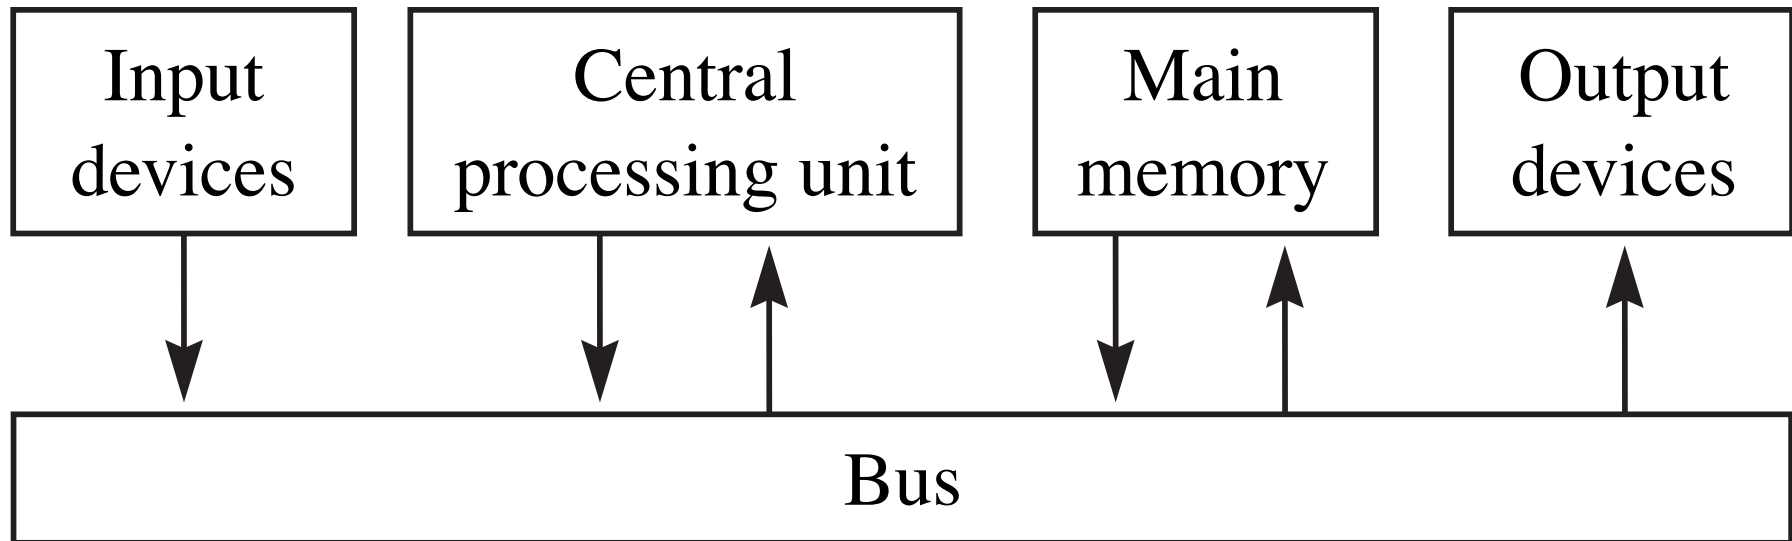 Input
devices
Central
processing unit
Main
memory
Output
devices
Bus